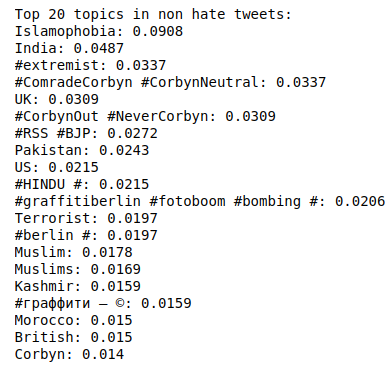 Top 20 topics in non hate tweets:
Islamophobia: 0.0908
India: 0.0487
#extremist: 0.0337
#ComradeCorbyn #CorbynNeutral: 0.0337
UK: 0.0309
#CorbynOut #NeverCorbyn: 0.0309
#RSS #BJP: 0.0272
Pakistan: 0.0243
US: 0.0215
#HINDU #: 0.0215
#graffitiberlin #fotoboom #bombing #: 0.0206
Terrorist: 0.0197
#berlin #: 0.0197
Muslim: 0.0178
Muslims: 0.0169
Kashmir: 0.0159
#граффити — ©: 0.0159
Morocco: 0.015
British: 0.015
Corbyn: 0.014